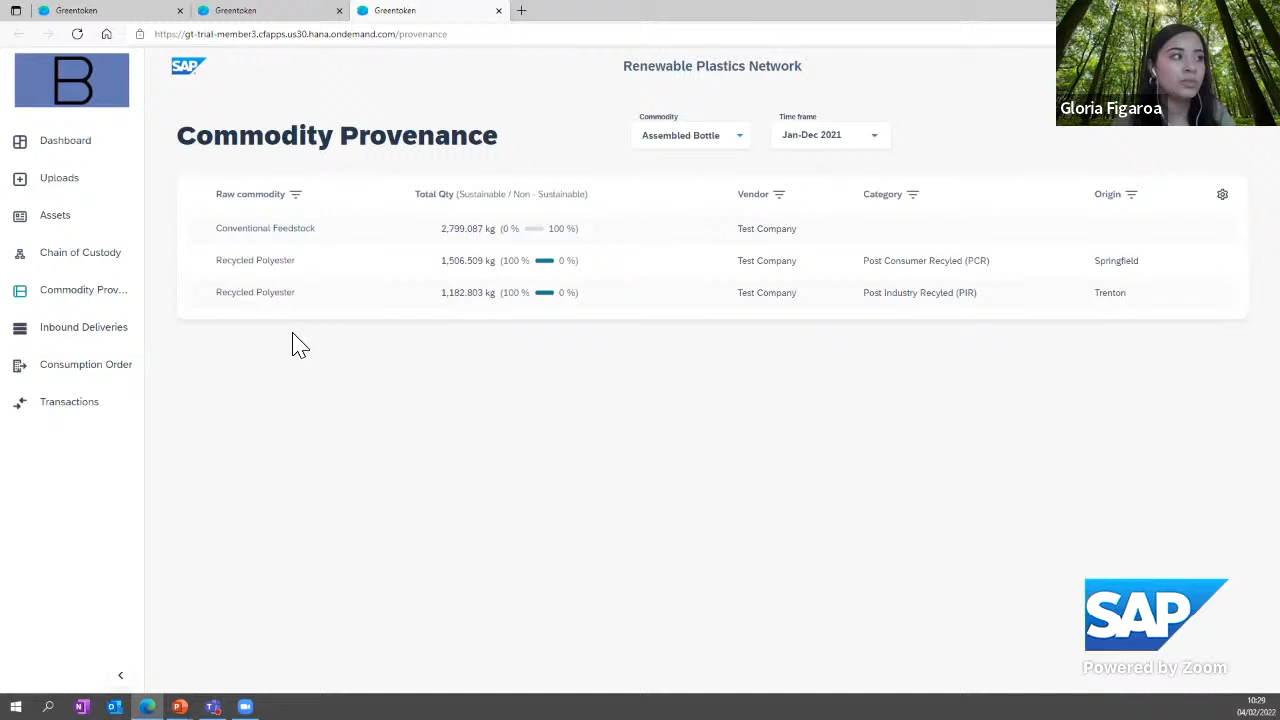 Greentoken
Greentoken
Greentoken
https://gt-trial-member3.cfapps.us30.hana.ondemand.com/provenance
Gloria Figaroa
B
SAP
Renewable Plastics Network
Commodity Provenance
Commodity
Assembled Bottle
Time frame
Jan-Dec 2021
Dashboard
Uploads
Assets
Chain of Custody
Commodity Prov...
Inbound Deliveries
Consumption Order
Transactions
Raw commodity Total Qty (Sustainable / Non - Sustainable) Vendor Category Origin
Conventional Feedstock 2,799.087 kg (0 % 100 %) Test Company
Recycled Polyester 1,506.509 kg (100 % 0 %) Test Company Post Consumer Recyled (PCR) Springfield
Recycled Polyester 1,182.803 kg (100 % 0 %) Test Company Post Industry Recyled (PIR) Trenton
SAP
Powered by Zoom
10:29
04/02/2022